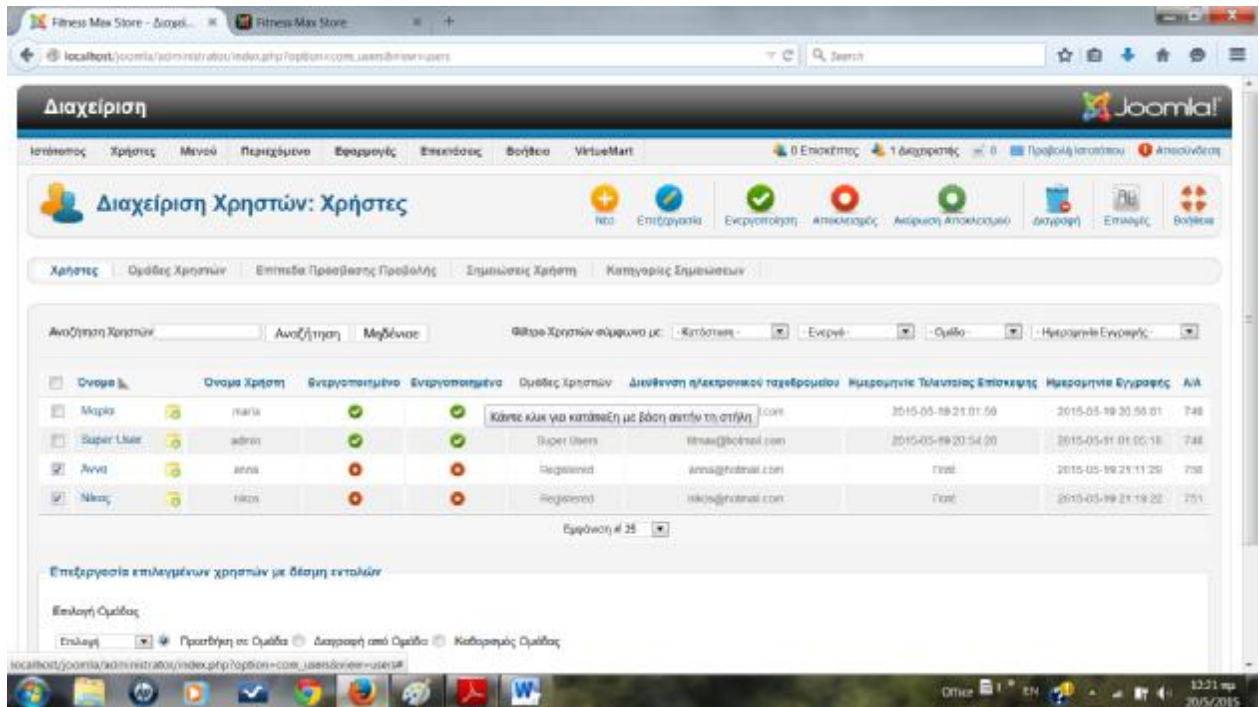 Fitness Max Store - Διαχεί... Fitness Max Store
localhost/joomla/administrator/index.php?option=com_users&view=users Search
Διαχείριση Joomla!
Ιστότοπος Χρήστες Μενού Περιεχόμενο Εφαρμογές Επεκτάσεις Βοήθεια VirtueMart 0 Επισκέπτες 1 Διαχειριστής 0 Προβολή Ιστοτόπου Αποσύνδεση
Διαχείριση Χρηστών: Χρήστες
Νέο Επεξεργασία Ενεργοποίηση Αποκλεισμός Ακύρωση Αποκλεισμού Διαγραφή Επιλογές Βοήθεια
Χρήστες Ομάδες Χρηστών Επίπεδα Πρόσβασης Προβολής Σημειώσεις Χρήστη Κατηγορίες Σημειώσεων
Αναζήτηση Χρηστών Αναζήτηση Μηδένισε Φίλτρο Χρηστών σύμφωνα με: - Κατάσταση - - Ενεργό - - Ομάδα - - Ημερομηνία Εγγραφής -
Όνομα Όνομα Χρήστη Ενεργοποιημένο Ενεργοποιημένο Ομάδες Χρηστών Διεύθυνση ηλεκτρονικού ταχυδρομείου Ημερομηνία Τελευταίας Επίσκεψης Ημερομηνία Εγγραφής Α/Α
Μαρία maria .com 2015-05-19 21:01:56 2015-05-19 20:56:01 749
Κάντε κλικ για κατάταξη με βάση αυτήν τη στήλη
Super User admin Super Users fitmax@hotmail.com 2015-05-19 20:54:20 2015-05-11 01:05:18 748
Άννα anna Registered anna@hotmail.com Ποτέ 2015-05-19 21:11:29 750
Νίκος nikos Registered nikos@hotmail.com Ποτέ 2015-05-19 21:19:22 751
Εμφάνιση # 25
Επεξεργασία επιλεγμένων χρηστών με δέσμη εντολών
Επιλογή Ομάδας
Επιλογή Προσθήκη σε Ομάδα Διαγραφή από Ομάδα Καθορισμός Ομάδας
localhost/joomla/administrator/index.php?option=com_users&view=users#
Office EN 12:21 πμ
20/5/2015